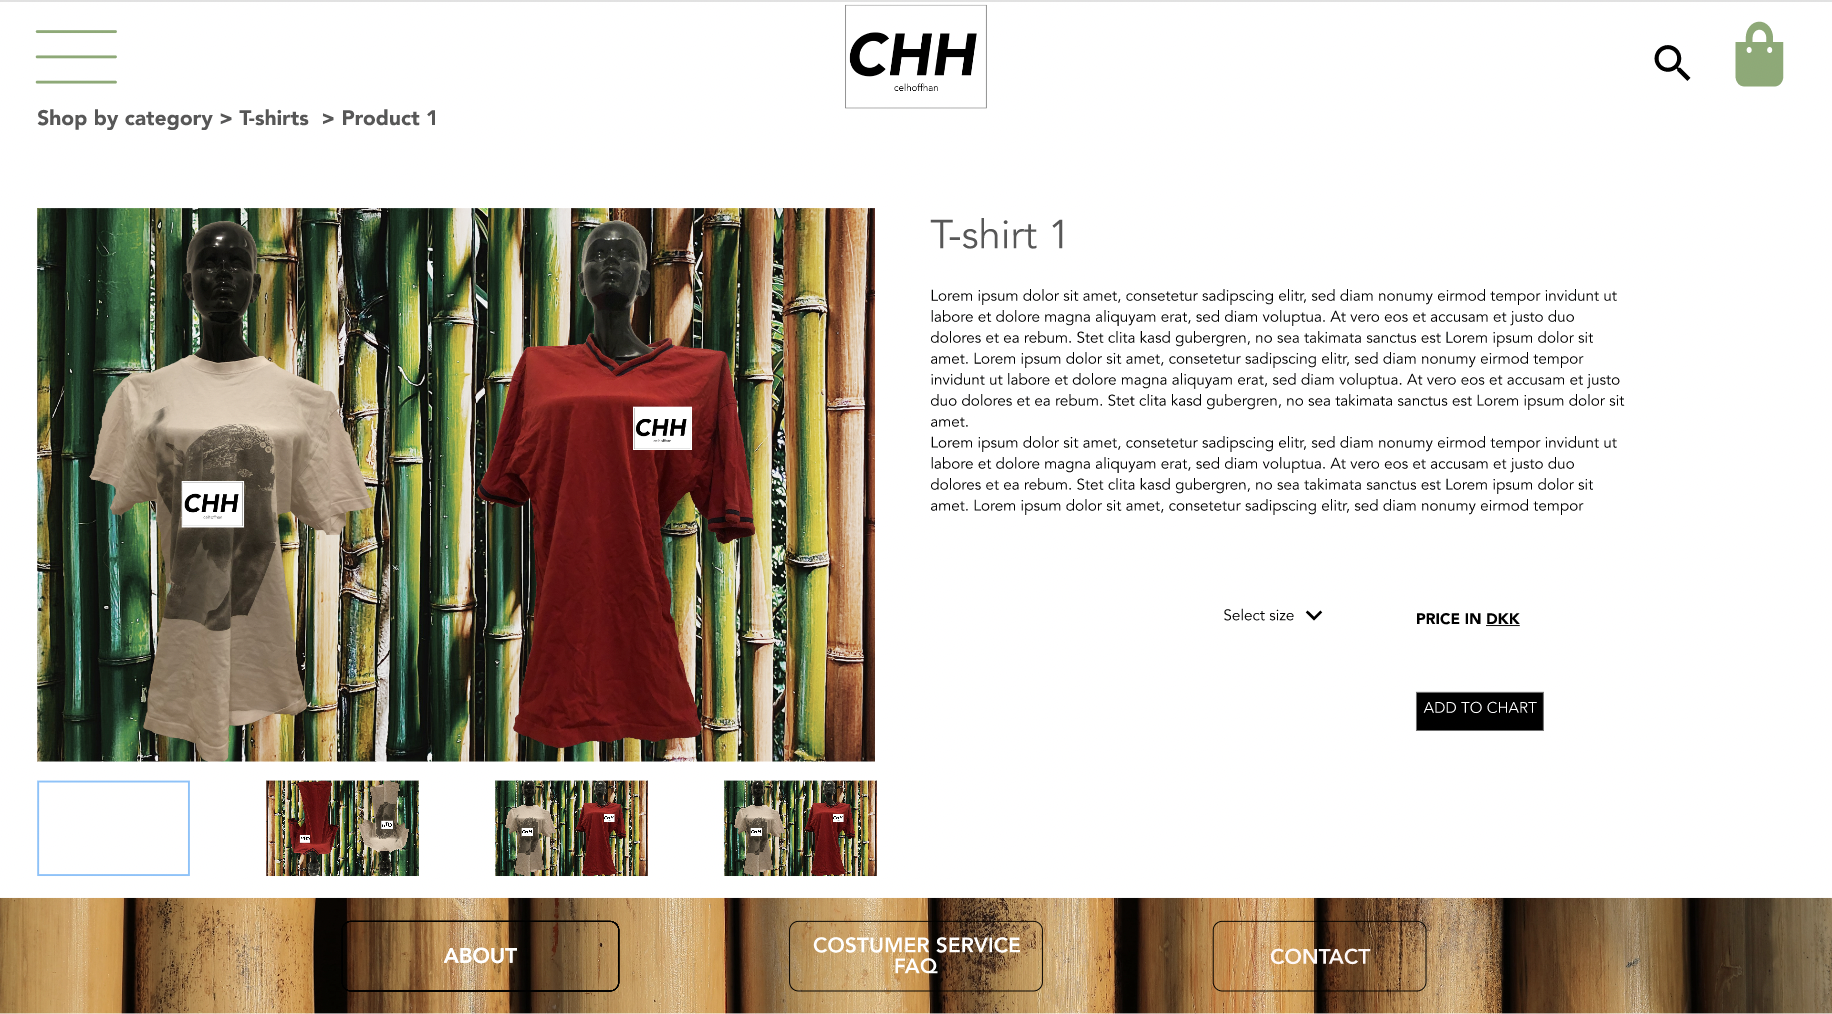 CHH
celhoffnan
Shop by category > T-shirts > Product 1
T-shirt 1
Lorem ipsum dolor sit amet, consetetur sadipscing elitr, sed diam nonumy eirmod tempor invidunt ut
labore et dolore magna aliquyam erat, sed diam voluptua. At vero eos et accusam et justo duo
dolores et ea rebum. Stet clita kasd gubergren, no sea takimata sanctus est Lorem ipsum dolor sit
amet. Lorem ipsum dolor sit amet, consetetur sadipscing elitr, sed diam nonumy eirmod tempor
invidunt ut labore et dolore magna aliquyam erat, sed diam voluptua. At vero eos et accusam et justo
duo dolores et ea rebum. Stet clita kasd gubergren, no sea takimata sanctus est Lorem ipsum dolor sit
amet.
Lorem ipsum dolor sit amet, consetetur sadipscing elitr, sed diam nonumy eirmod tempor invidunt ut
labore et dolore magna aliquyam erat, sed diam voluptua. At vero eos et accusam et justo duo
dolores et ea rebum. Stet clita kasd gubergren, no sea takimata sanctus est Lorem ipsum dolor sit
amet. Lorem ipsum dolor sit amet, consetetur sadipscing elitr, sed diam nonumy eirmod tempor
CHH
CHH
Select size
PRICE IN DKK
ADD TO CHART
CHH
CHH
CHH
CHH
ABOUT
COSTUMER SERVICE
FAQ
CONTACT